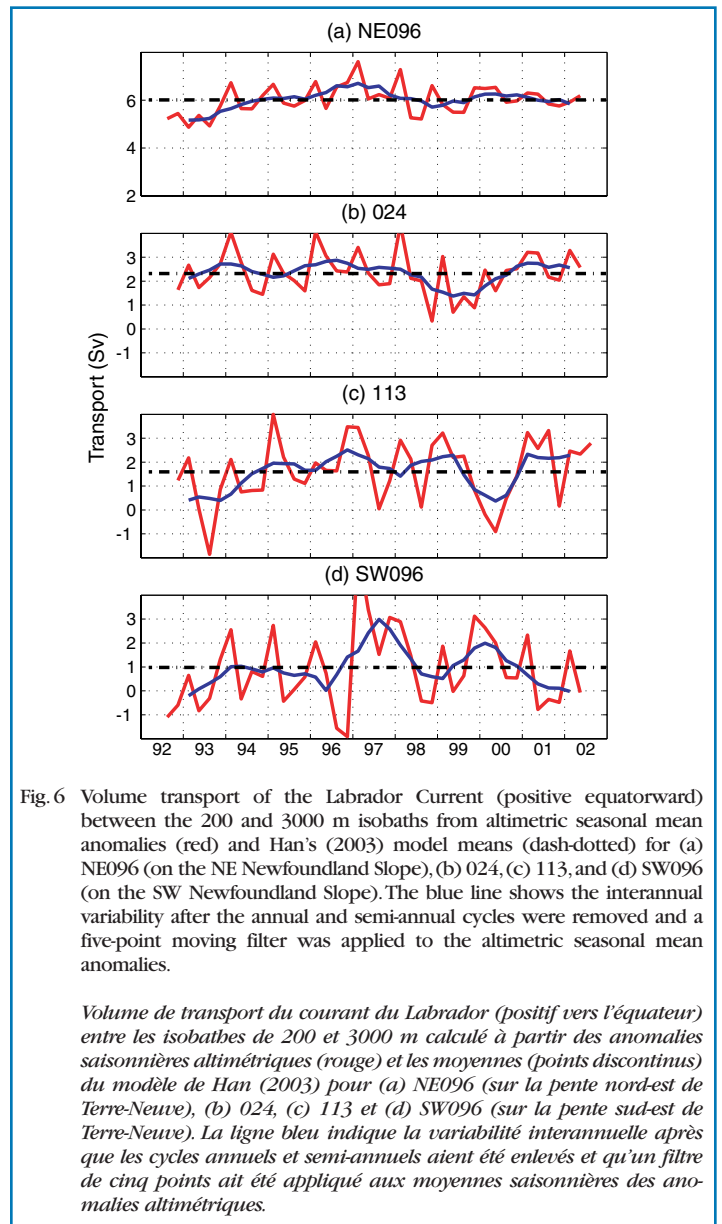 (a) NE096
6
4
2
(b) 024
3
2
1
0
-1
Transport (Sv)
(c) 113
3
2
1
0
-1
(d) SW096
3
2
1
0
-1
92 93 94 95 96 97 98 99 00 01 02
Fig. 6 Volume transport of the Labrador Current (positive equatorward)
between the 200 and 3000 m isobaths from altimetric seasonal mean
anomalies (red) and Han's (2003) model means (dash-dotted) for (a)
NE096 (on the NE Newfoundland Slope), (b) 024, (c) 113, and (d) SW096
(on the SW Newfoundland Slope). The blue line shows the interannual
variability after the annual and semi-annual cycles were removed and a
five-point moving filter was applied to the altimetric seasonal mean
anomalies.
Volume de transport du courant du Labrador (positif vers l'équateur)
entre les isobathes de 200 et 3000 m calculé à partir des anomalies
saisonnières altimétriques (rouge) et les moyennes (points discontinus)
du modèle de Han (2003) pour (a) NE096 (sur la pente nord-est de
Terre-Neuve), (b) 024, (c) 113 et (d) SW096 (sur la pente sud-est de
Terre-Neuve). La ligne bleu indique la variabilité interannuelle après
que les cycles annuels et semi-annuels aient été enlevés et qu'un filtre
de cinq points ait été appliqué aux moyennes saisonnières des ano-
malies altimétriques.